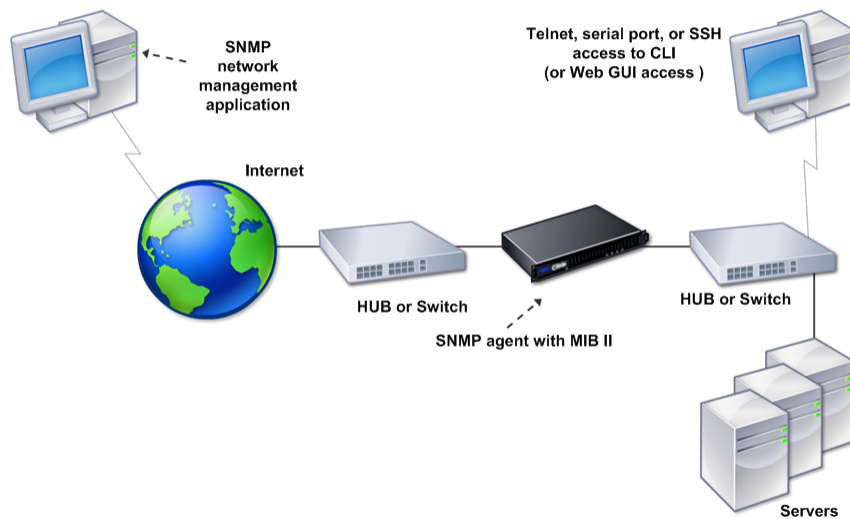 SNMP
network
management
application
Telnet, serial port, or SSH
access to CLI
(or Web GUI access )
Internet
Citrix
HUB or Switch
HUB or Switch
SNMP agent with MIB II
Servers